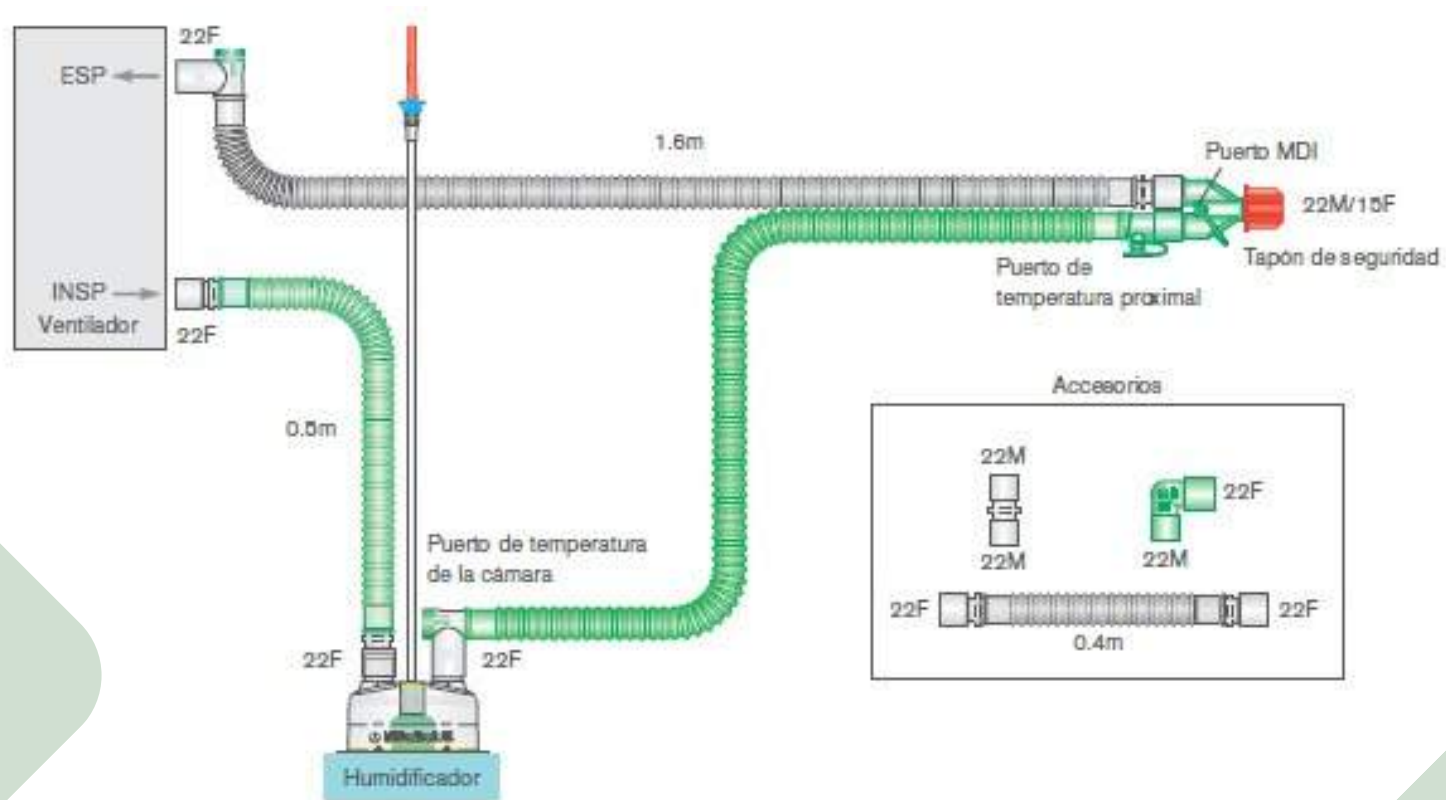 22F
ESP
1.6m
Puerto MDI
22M/15F
Tapón de seguridad
Puerto de
temperatura proximal
INSP
Ventilador
22F
0.5m
Accesorios
22M
22M
22F
22M
22F
22F
0.4m
Puerto de temperatura
de la cámara
22F
22F
Humidificador